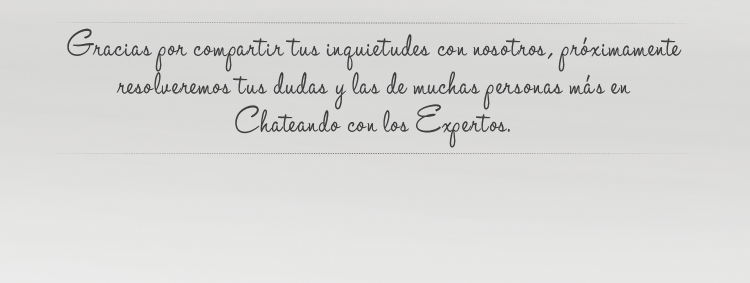 Gracias por compartir tus inquietudes con nosotros, próximamente
resolveremos tus dudas y las de muchas personas más en
Chateando con los Expertos.